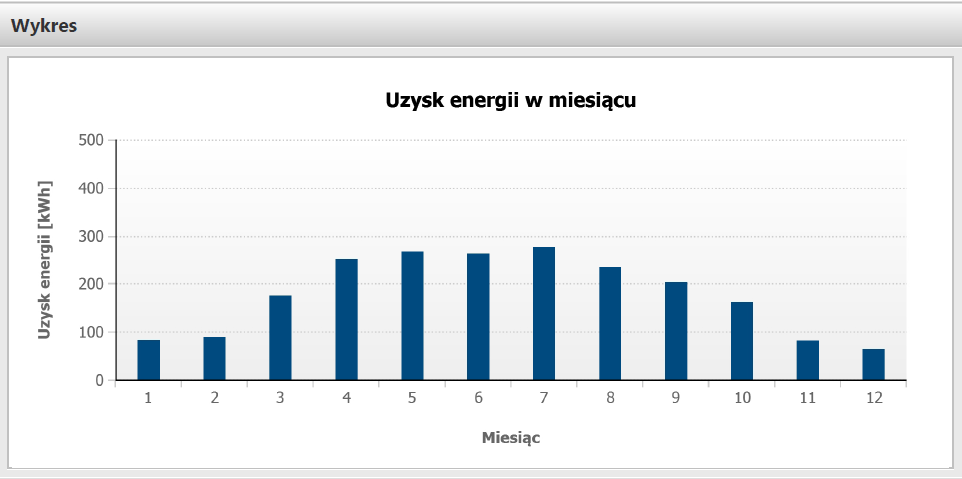 Wykres
Uzysk energii w miesiącu
Uzysk energii [kWh]
500
400
300
200
100
0
1 2 3 4 5 6 7 8 9 10 11 12
Miesiąc